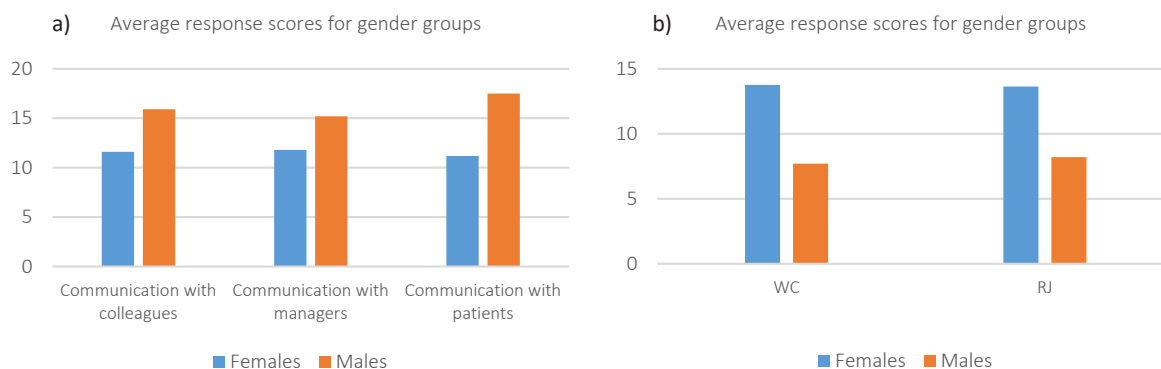 a) Average response scores for gender groups
20
15
10
5
0
Communication with colleagues
Communication with managers
Communication with patients
Females Males
b) Average response scores for gender groups
15
10
5
0
WC RJ
Females Males